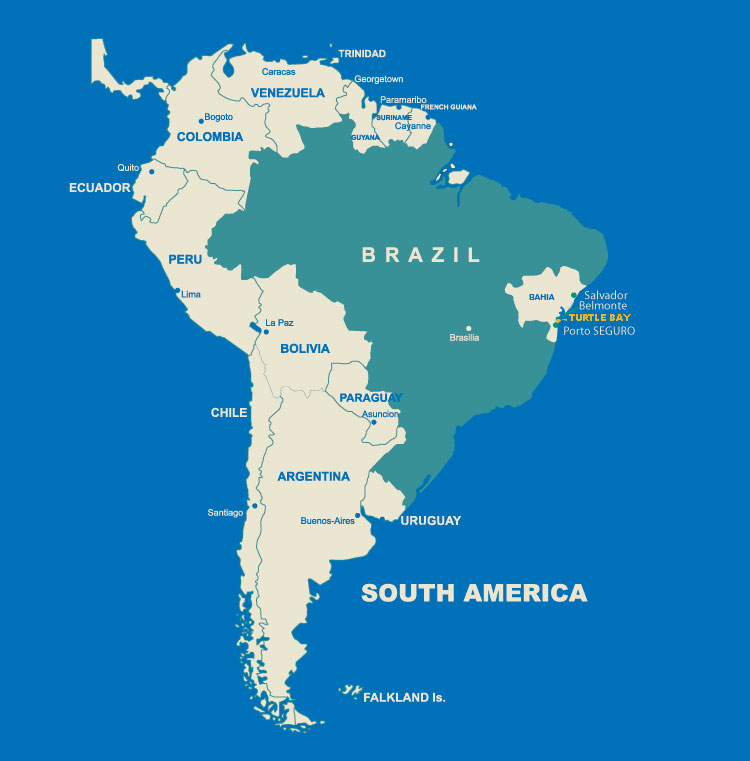 TRINIDAD
Caracas
Georgetown
VENEZUELA
Paramaribo
FRENCH GUIANA
Bogoto
SURINAME
Cayanne
COLOMBIA
GUYANA
Quito
ECUADOR
BRAZIL
PERU
Lima
BAHIA
Salvador
Belmonte
TURTLE BAY
Porto SEGURO
La Paz
Brasilia
BOLIVIA
PARAGUAY
CHILE
Asuncion
ARGENTINA
Santiago
Buenos-Aires
URUGUAY
SOUTH AMERICA
FALKLAND Is.